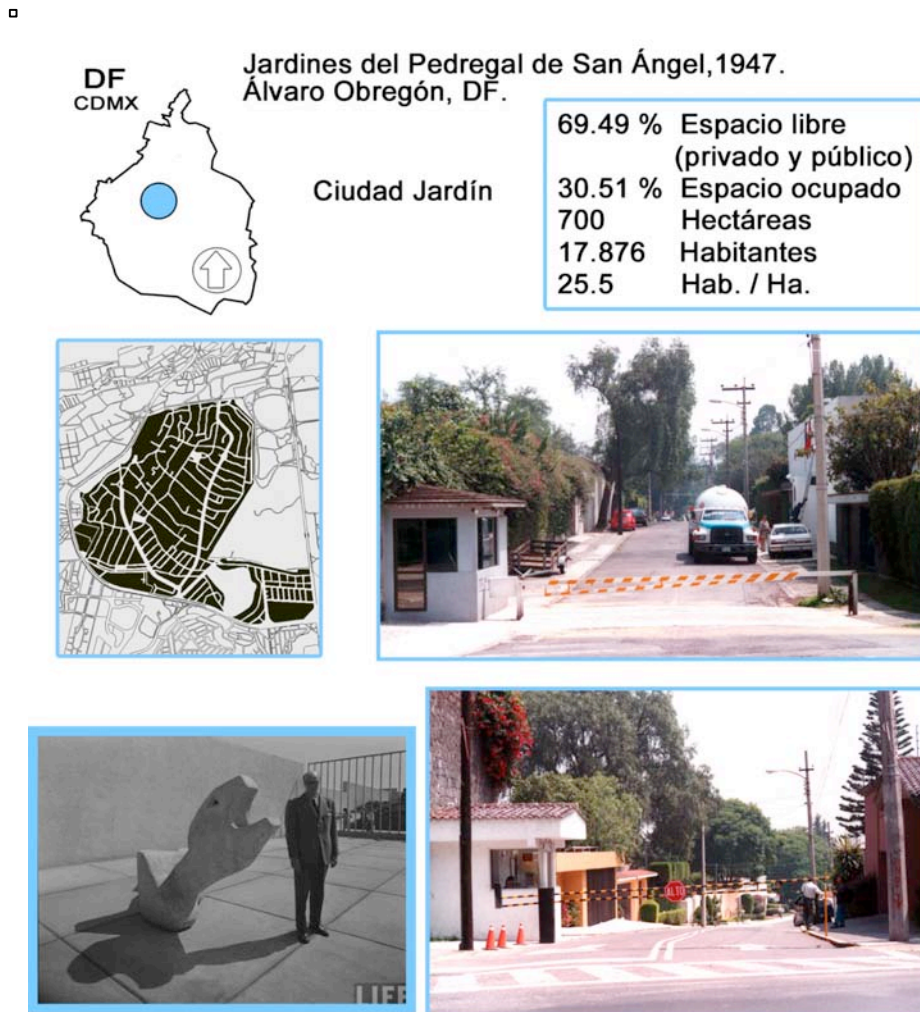 Jardines del Pedregal de San Ángel,1947.
Álvaro Obregón, DF.
DF
CDMX
Ciudad Jardín
69.49 % Espacio libre
(privado y público)
30.51 % Espacio ocupado
700 Hectáreas
17.876 Habitantes
25.5 Hab. / Ha.
ALTO
LIFE